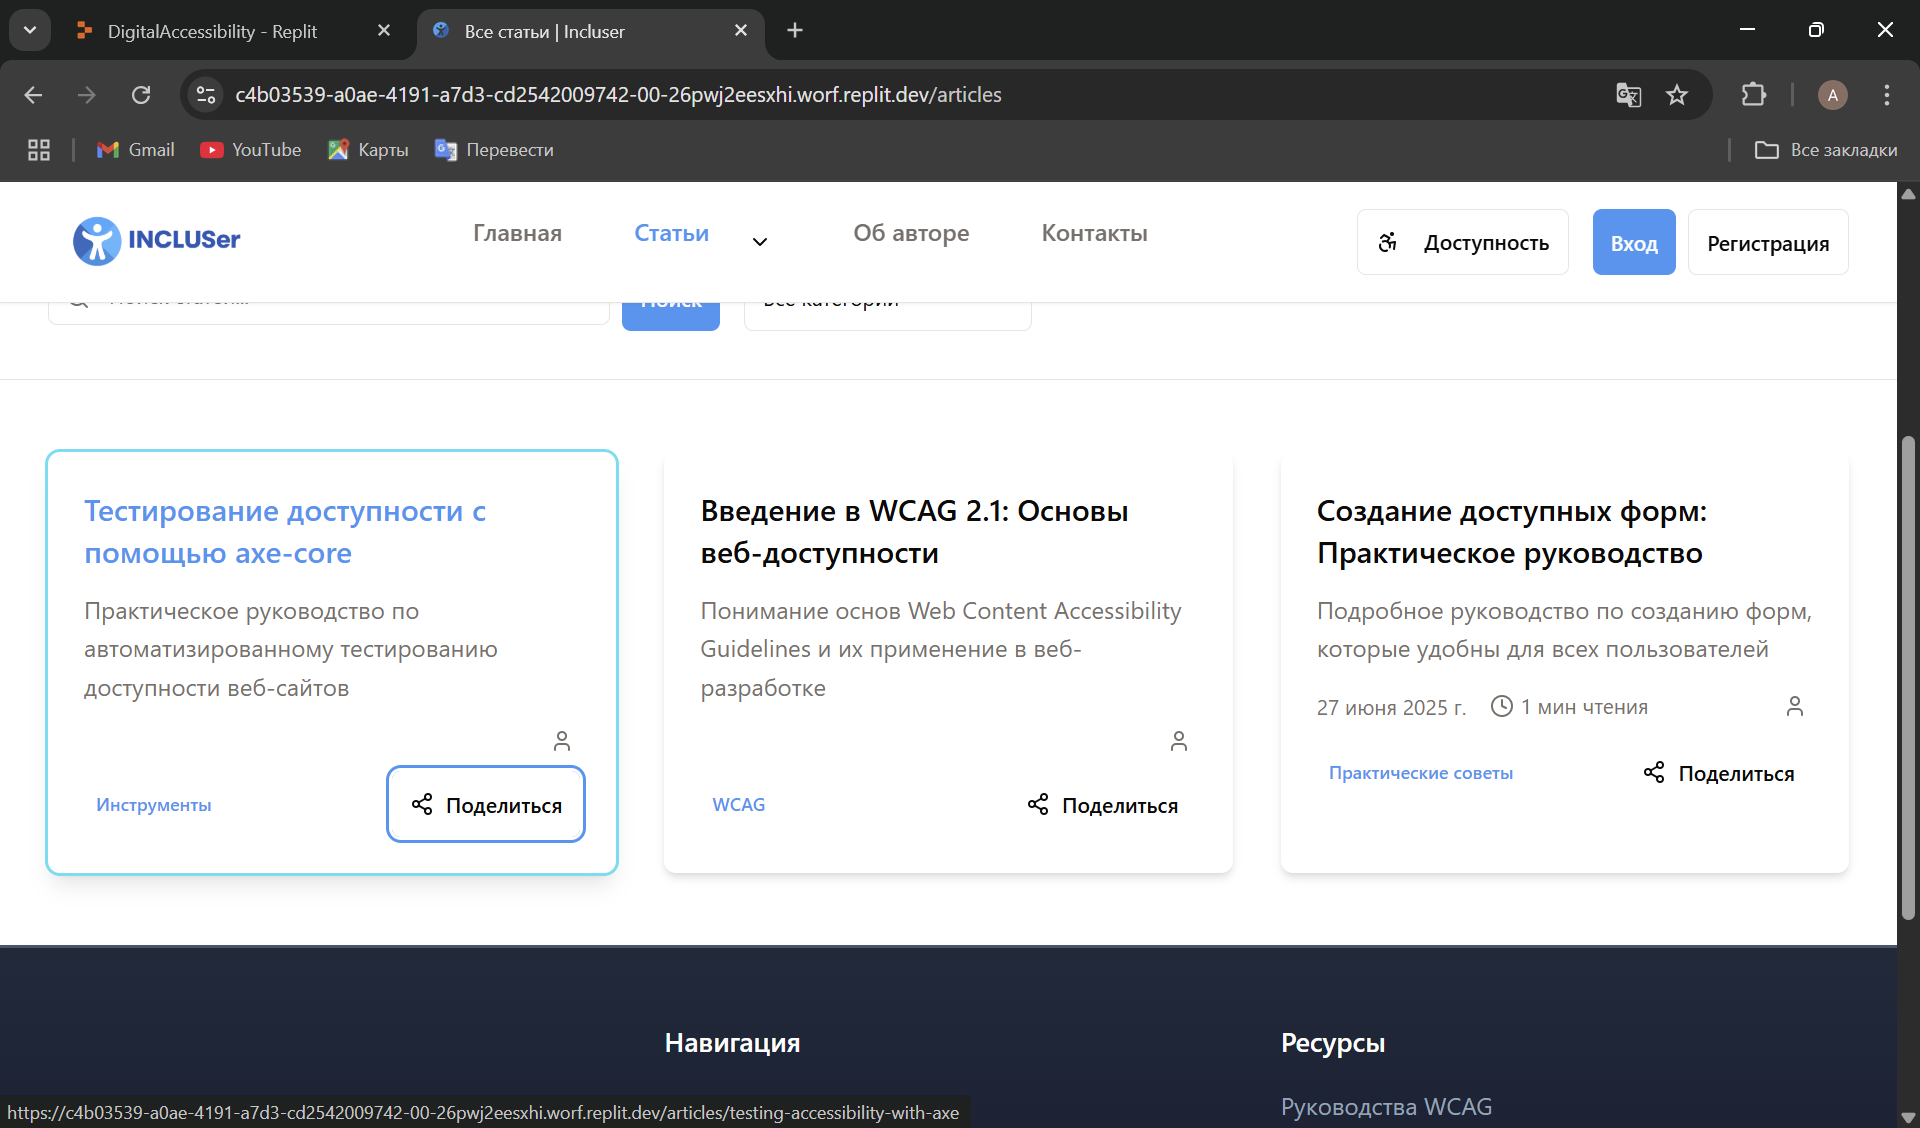 DigitalAccessibility - Replit
Все статьи | Incluser
c4b03539-a0ae-4191-a7d3-cd2542009742-00-26pwj2eesxhi.worf.replit.dev/articles
A
Gmail
YouTube
Карты
Перевести
Все закладки
INCLUSer
Главная
Статьи
Об авторе
Контакты
Доступность
Вход
Регистрация
Поиск статей...
Поиск
Все категории
Тестирование доступности с
помощью axe-core
Практическое руководство по
автоматизированному тестированию
доступности веб-сайтов
Инструменты
Поделиться
Введение в WCAG 2.1: Основы
веб-доступности
Понимание основ Web Content Accessibility
Guidelines и их применение в веб-
разработке
WCAG
Поделиться
Создание доступных форм:
Практическое руководство
Подробное руководство по созданию форм,
которые удобны для всех пользователей
27 июня 2025 г.
1 мин чтения
Практические советы
Поделиться
Навигация
Ресурсы
Руководства WCAG
https://c4b03539-a0ae-4191-a7d3-cd2542009742-00-26pwj2eesxhi.worf.replit.dev/articles/testing-accessibility-with-axe